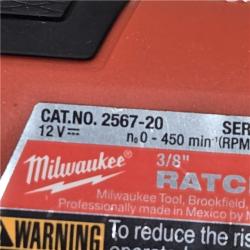 CAT.NO. 2567-20 SER
12 V⎓ n₀ 0 - 450 min⁻¹(RPM
Milwaukee® 3/8"
RATC
Milwaukee Tool, Brookfield,
Professionally made in Mexico by
WARNING To reduce the ris